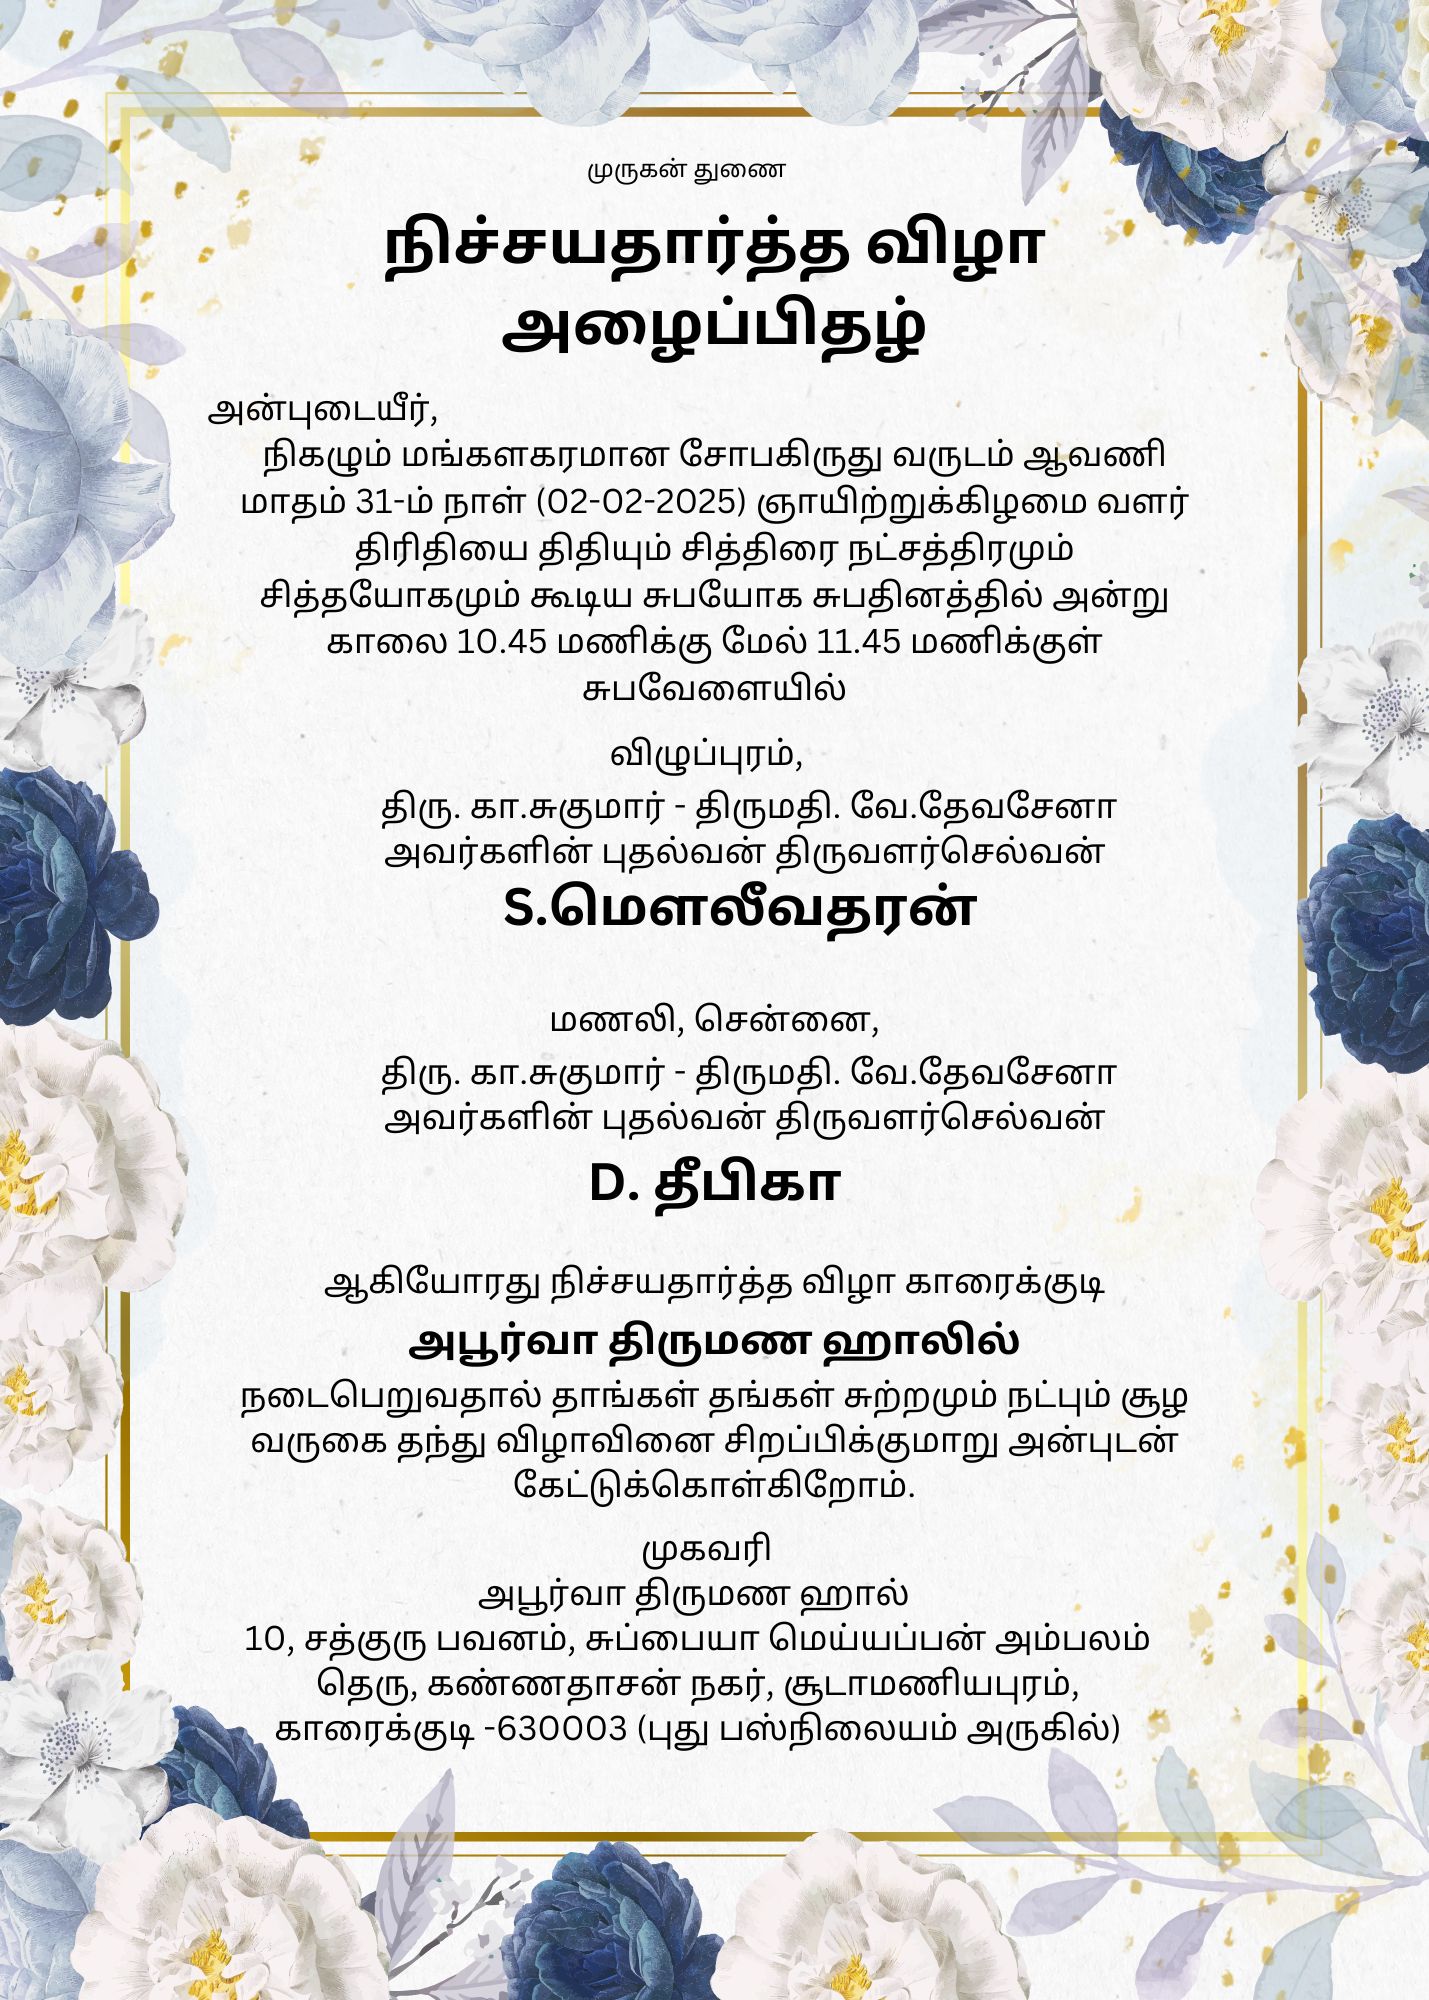 முருகன் துணை
நிச்சயதார்த்த விழா
அழைப்பிதழ்
அன்புடையீர்,
நிகழும் மங்களகரமான சோபகிருது வருடம் ஆவணி
மாதம் 31-ம் நாள் (02-02-2025) ஞாயிற்றுக்கிழமை வளர்
திரிதியை திதியும் சித்திரை நட்சத்திரமும்
சித்தயோகமும் கூடிய சுபயோக சுபதினத்தில் அன்று
காலை 10.45 மணிக்கு மேல் 11.45 மணிக்குள்
சுபவேளையில்
விழுப்புரம்,
திரு. கா.சுகுமார் - திருமதி. வே.தேவசேனா
அவர்களின் புதல்வன் திருவளர்செல்வன்
S.மௌலீவதரன்
மணலி, சென்னை,
திரு. கா.சுகுமார் - திருமதி. வே.தேவசேனா
அவர்களின் புதல்வன் திருவளர்செல்வன்
D. தீபிகா
ஆகியோரது நிச்சயதார்த்த விழா காரைக்குடி
அபூர்வா திருமண ஹாலில்
நடைபெறுவதால் தாங்கள் தங்கள் சுற்றமும் நட்பும் சூழ
வருகை தந்து விழாவினை சிறப்பிக்குமாறு அன்புடன்
கேட்டுக்கொள்கிறோம்.
முகவரி
அபூர்வா திருமண ஹால்
10, சத்குரு பவனம், சுப்பையா மெய்யப்பன் அம்பலம்
தெரு, கண்ணதாசன் நகர், சூடாமணியபுரம்,
காரைக்குடி -630003 (புது பஸ்நிலையம் அருகில்)